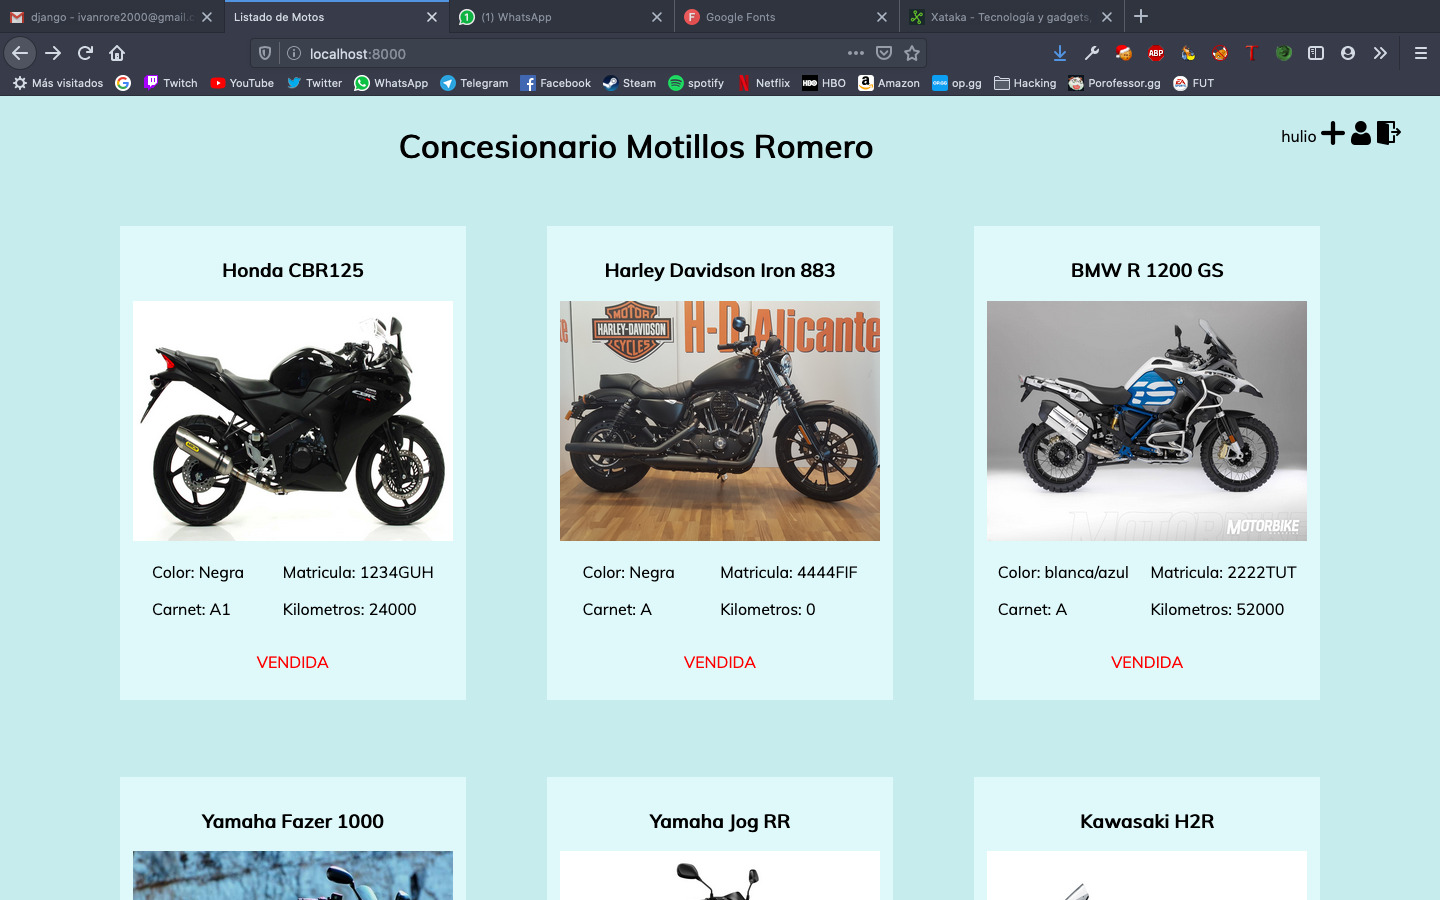 django - ivanrore2000@gmail.c
Listado de Motos
(1) WhatsApp
Google Fonts
Xataka - Tecnología y gadgets,
localhost:8000
ABP
Más visitados
Twitch
YouTube
Twitter
WhatsApp
Telegram
Facebook
Steam
spotify
Netflix
HBO
Amazon
op.gg
Hacking
Porofessor.gg
FUT
Concesionario Motillos Romero
hulio
Honda CBR125
Harley Davidson Iron 883
BMW R 1200 GS
CBR
MOTOR
HARLEY-DAVIDSON
CYCLES
H-D Alicante
MOTORBIKE
Color: Negra
Matricula: 1234GUH
Carnet: A1
Kilometros: 24000
VENDIDA
Color: Negra
Matricula: 4444FIF
Carnet: A
Kilometros: 0
VENDIDA
Color: blanca/azul
Matricula: 2222TUT
Carnet: A
Kilometros: 52000
VENDIDA
Yamaha Fazer 1000
Yamaha Jog RR
Kawasaki H2R